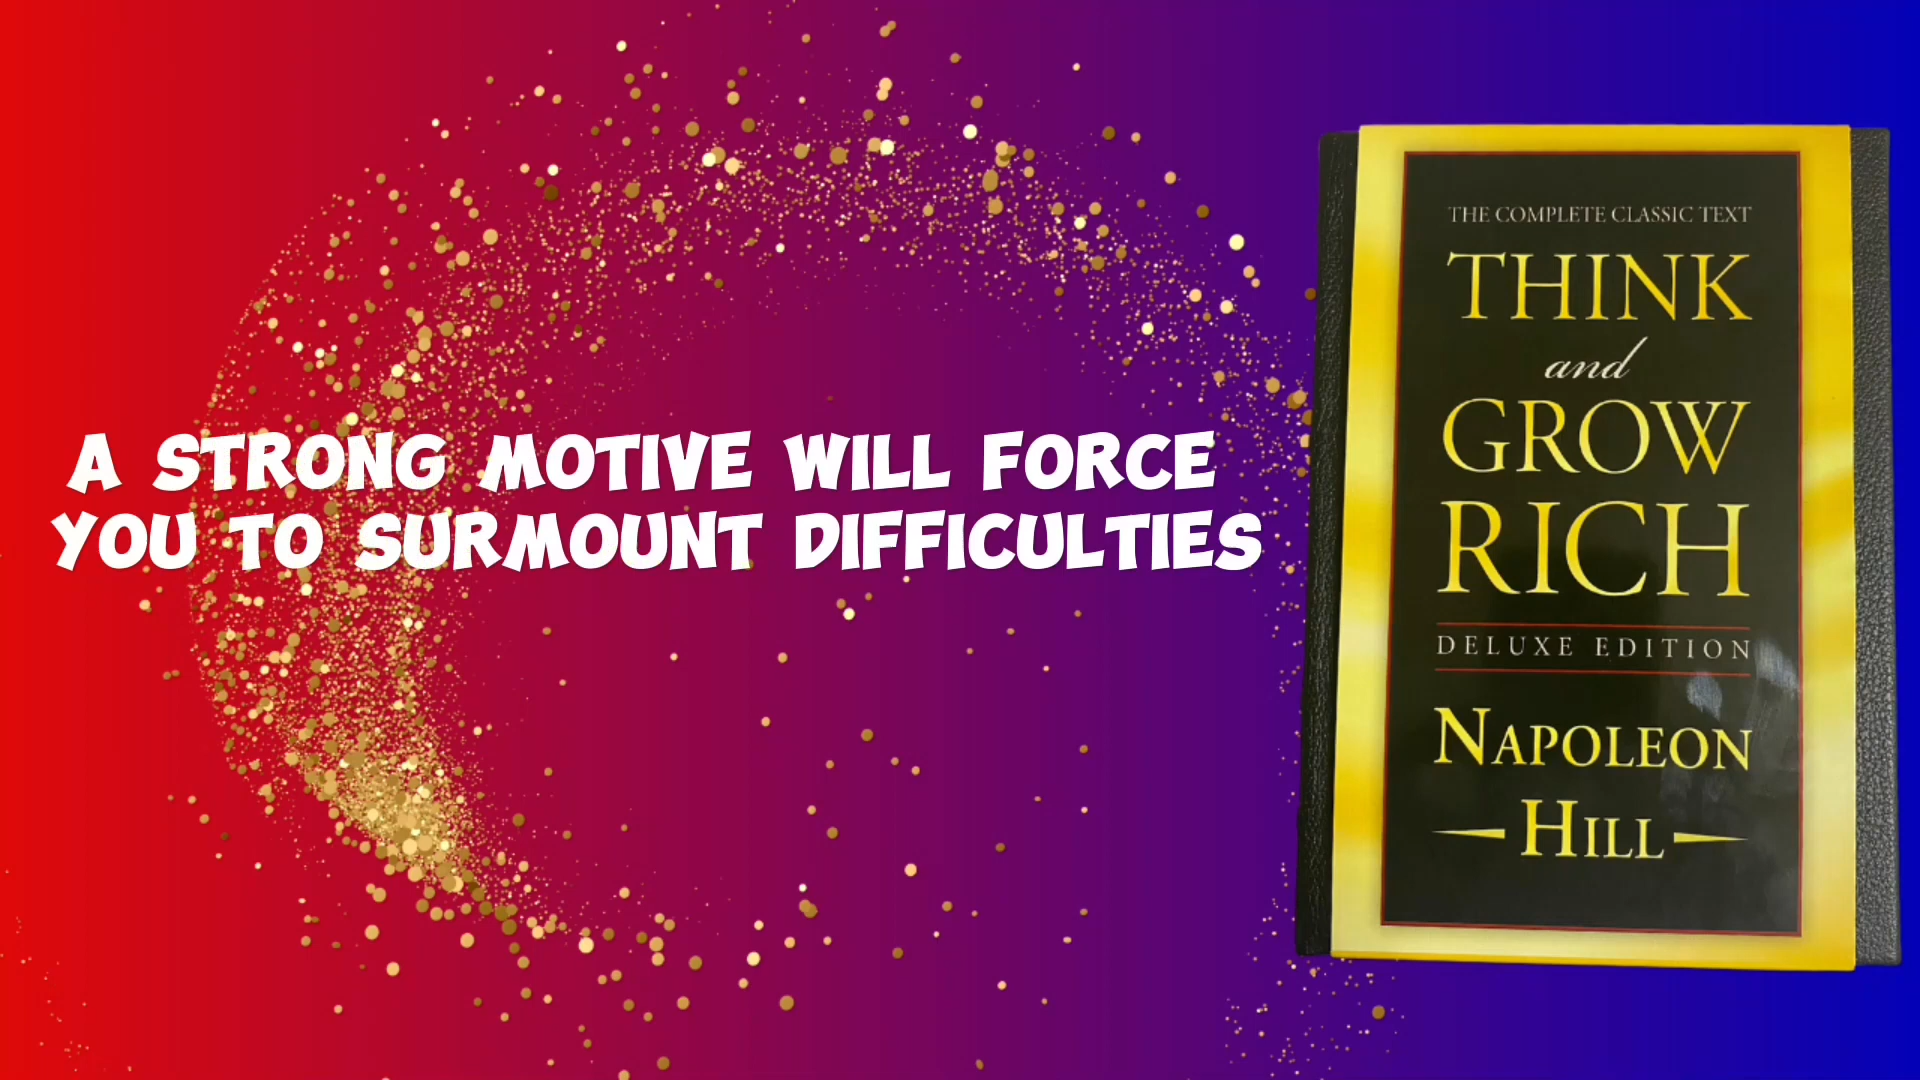 A STRONG MOTIVE WILL FORCE
YOU TO SURMOUNT DIFFICULTIES
THE COMPLETE CLASSIC TEXT
THINK
and
GROW
RICH
DELUXE EDITION
NAPOLEON
HILL